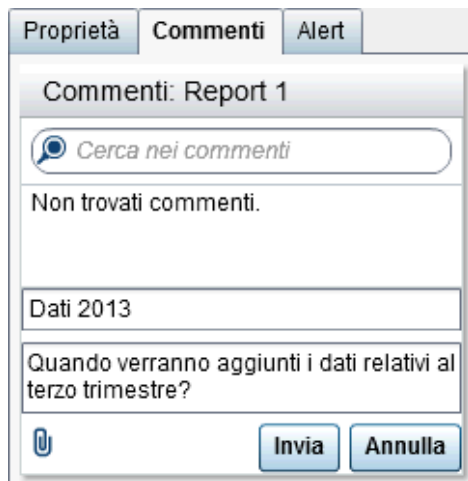 Proprietà Commenti Alert
Commenti: Report 1
Cerca nei commenti
Non trovati commenti.
Dati 2013
Quando verranno aggiunti i dati relativi al
terzo trimestre?
Invia Annulla